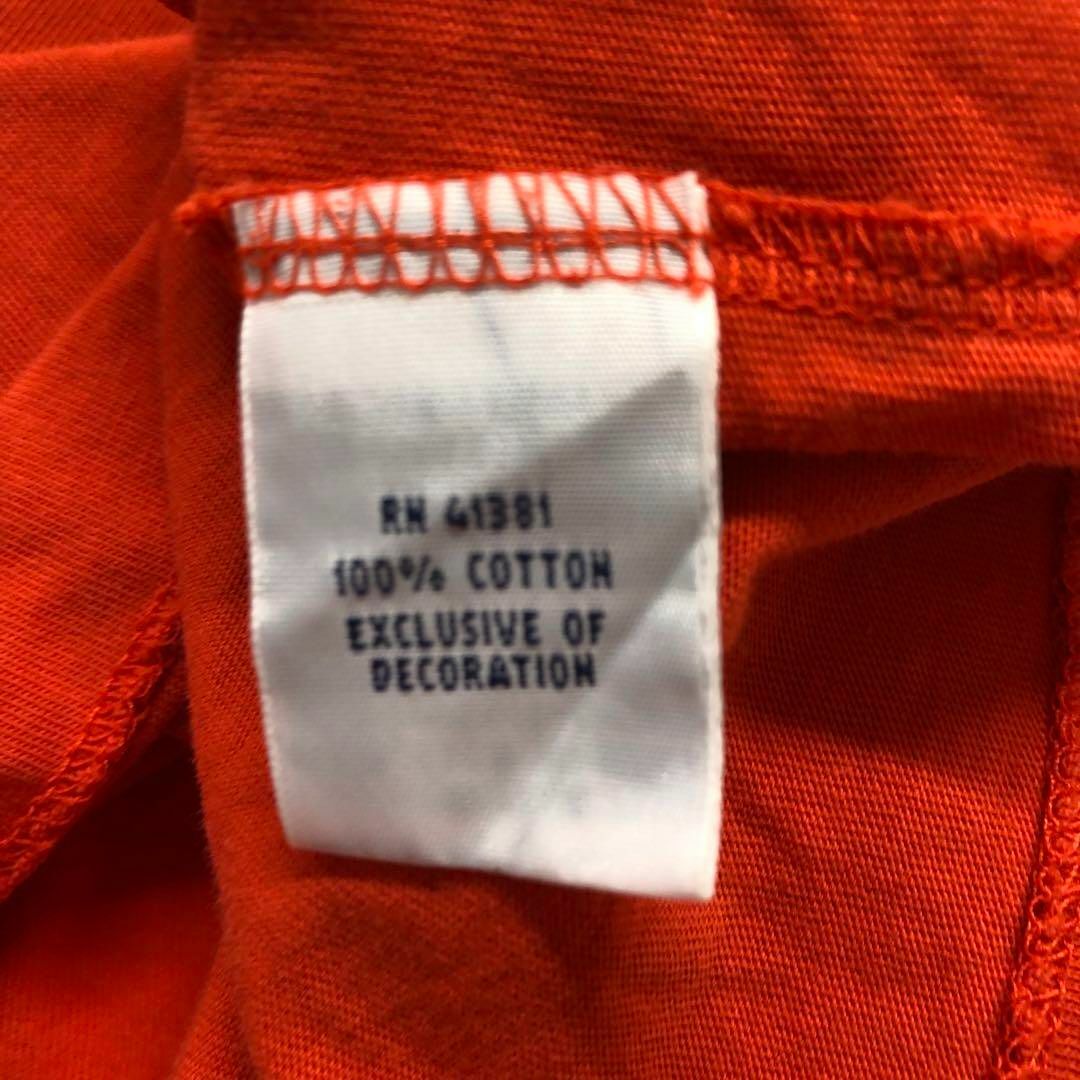 RN 41381
100% COTTON
EXCLUSIVE OF
DECORATION